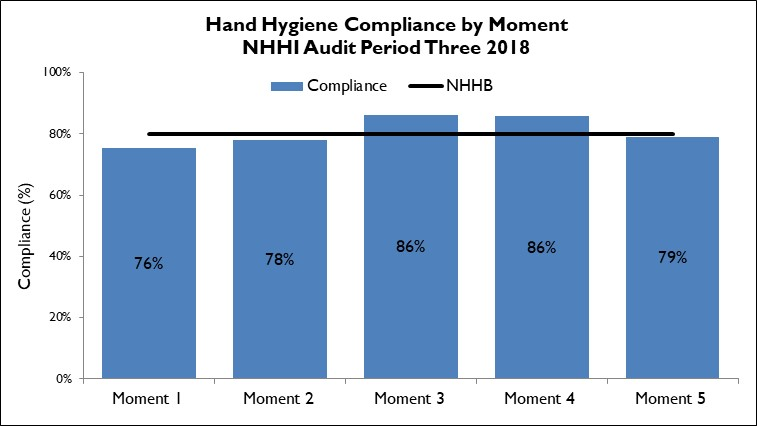 Hand Hygiene Compliance by Moment
NHHI Audit Period Three 2018
100%
80%
60%
40%
20%
0%
Compliance (%)
Compliance NHHB
76% 78% 86% 86% 79%
Moment 1 Moment 2 Moment 3 Moment 4 Moment 5